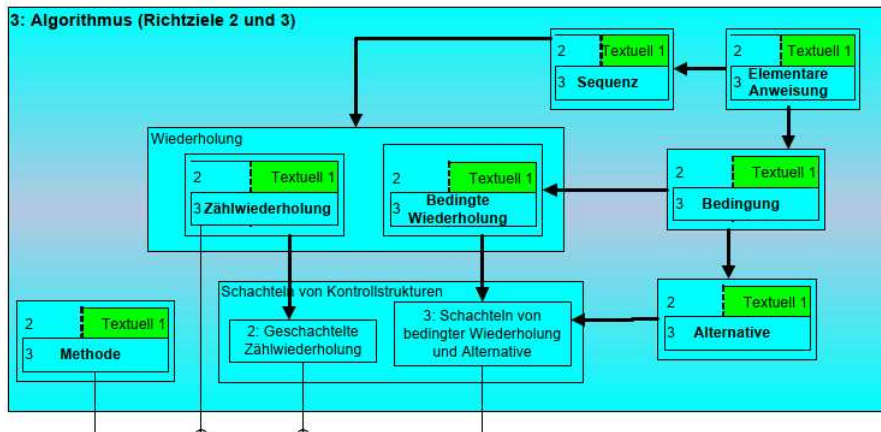 3: Algorithmus (Richtziele 2 und 3)
2 Textuell 1
3 Sequenz
2 Textuell 1
3 Elementare
Anweisung
Wiederholung
2 Textuell 1
3 Zählwiederholung
2 Textuell 1
3 Bedingte
Wiederholung
2 Textuell 1
3 Bedingung
Schachteln von Kontrollstrukturen
2: Geschachtelte
Zählwiederholung
3: Schachteln von
bedingter Wiederholung
und Alternative
2 Textuell 1
3 Alternative
2 Textuell 1
3 Methode